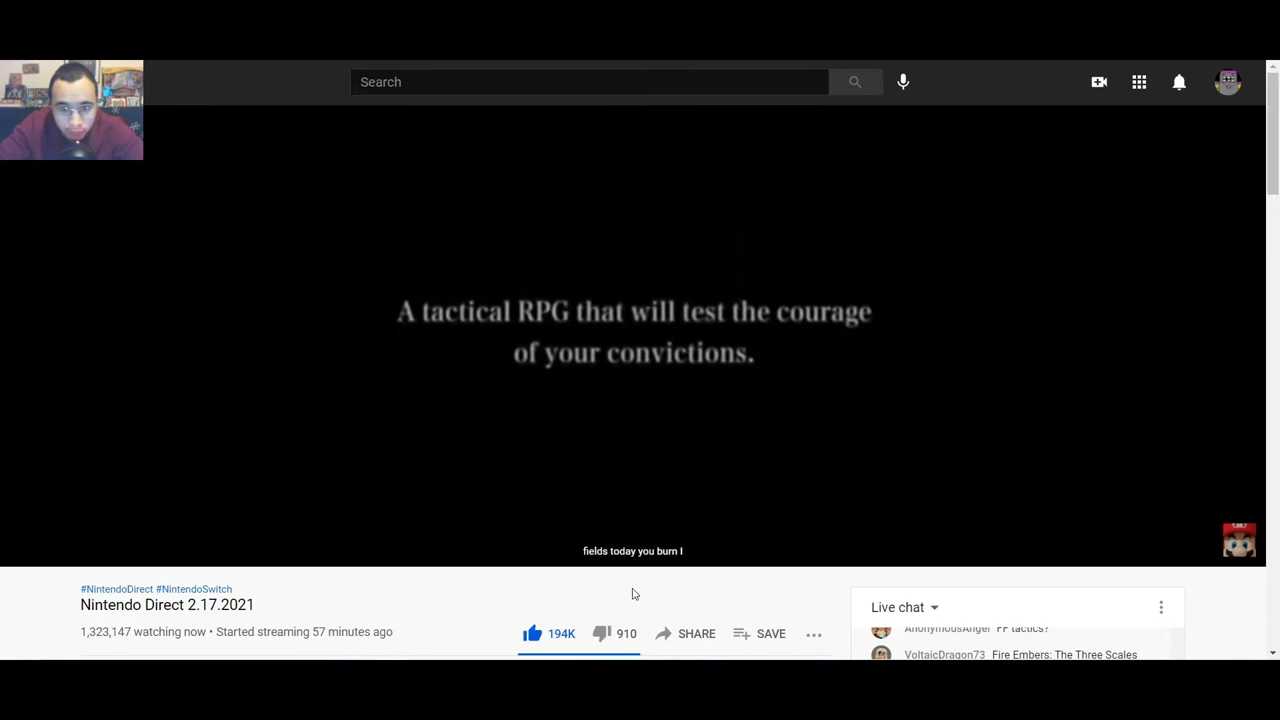 Search
A tactical RPG that will test the courage
of your convictions.
fields today you burn I
#NintendoDirect #NintendoSwitch
Nintendo Direct 2.17.2021
1,323,147 watching now • Started streaming 57 minutes ago
194K
910
SHARE
SAVE
Live chat
AnonymousAnger FF tactics?
VoltaicDragon73 Fire Embers: The Three Scales